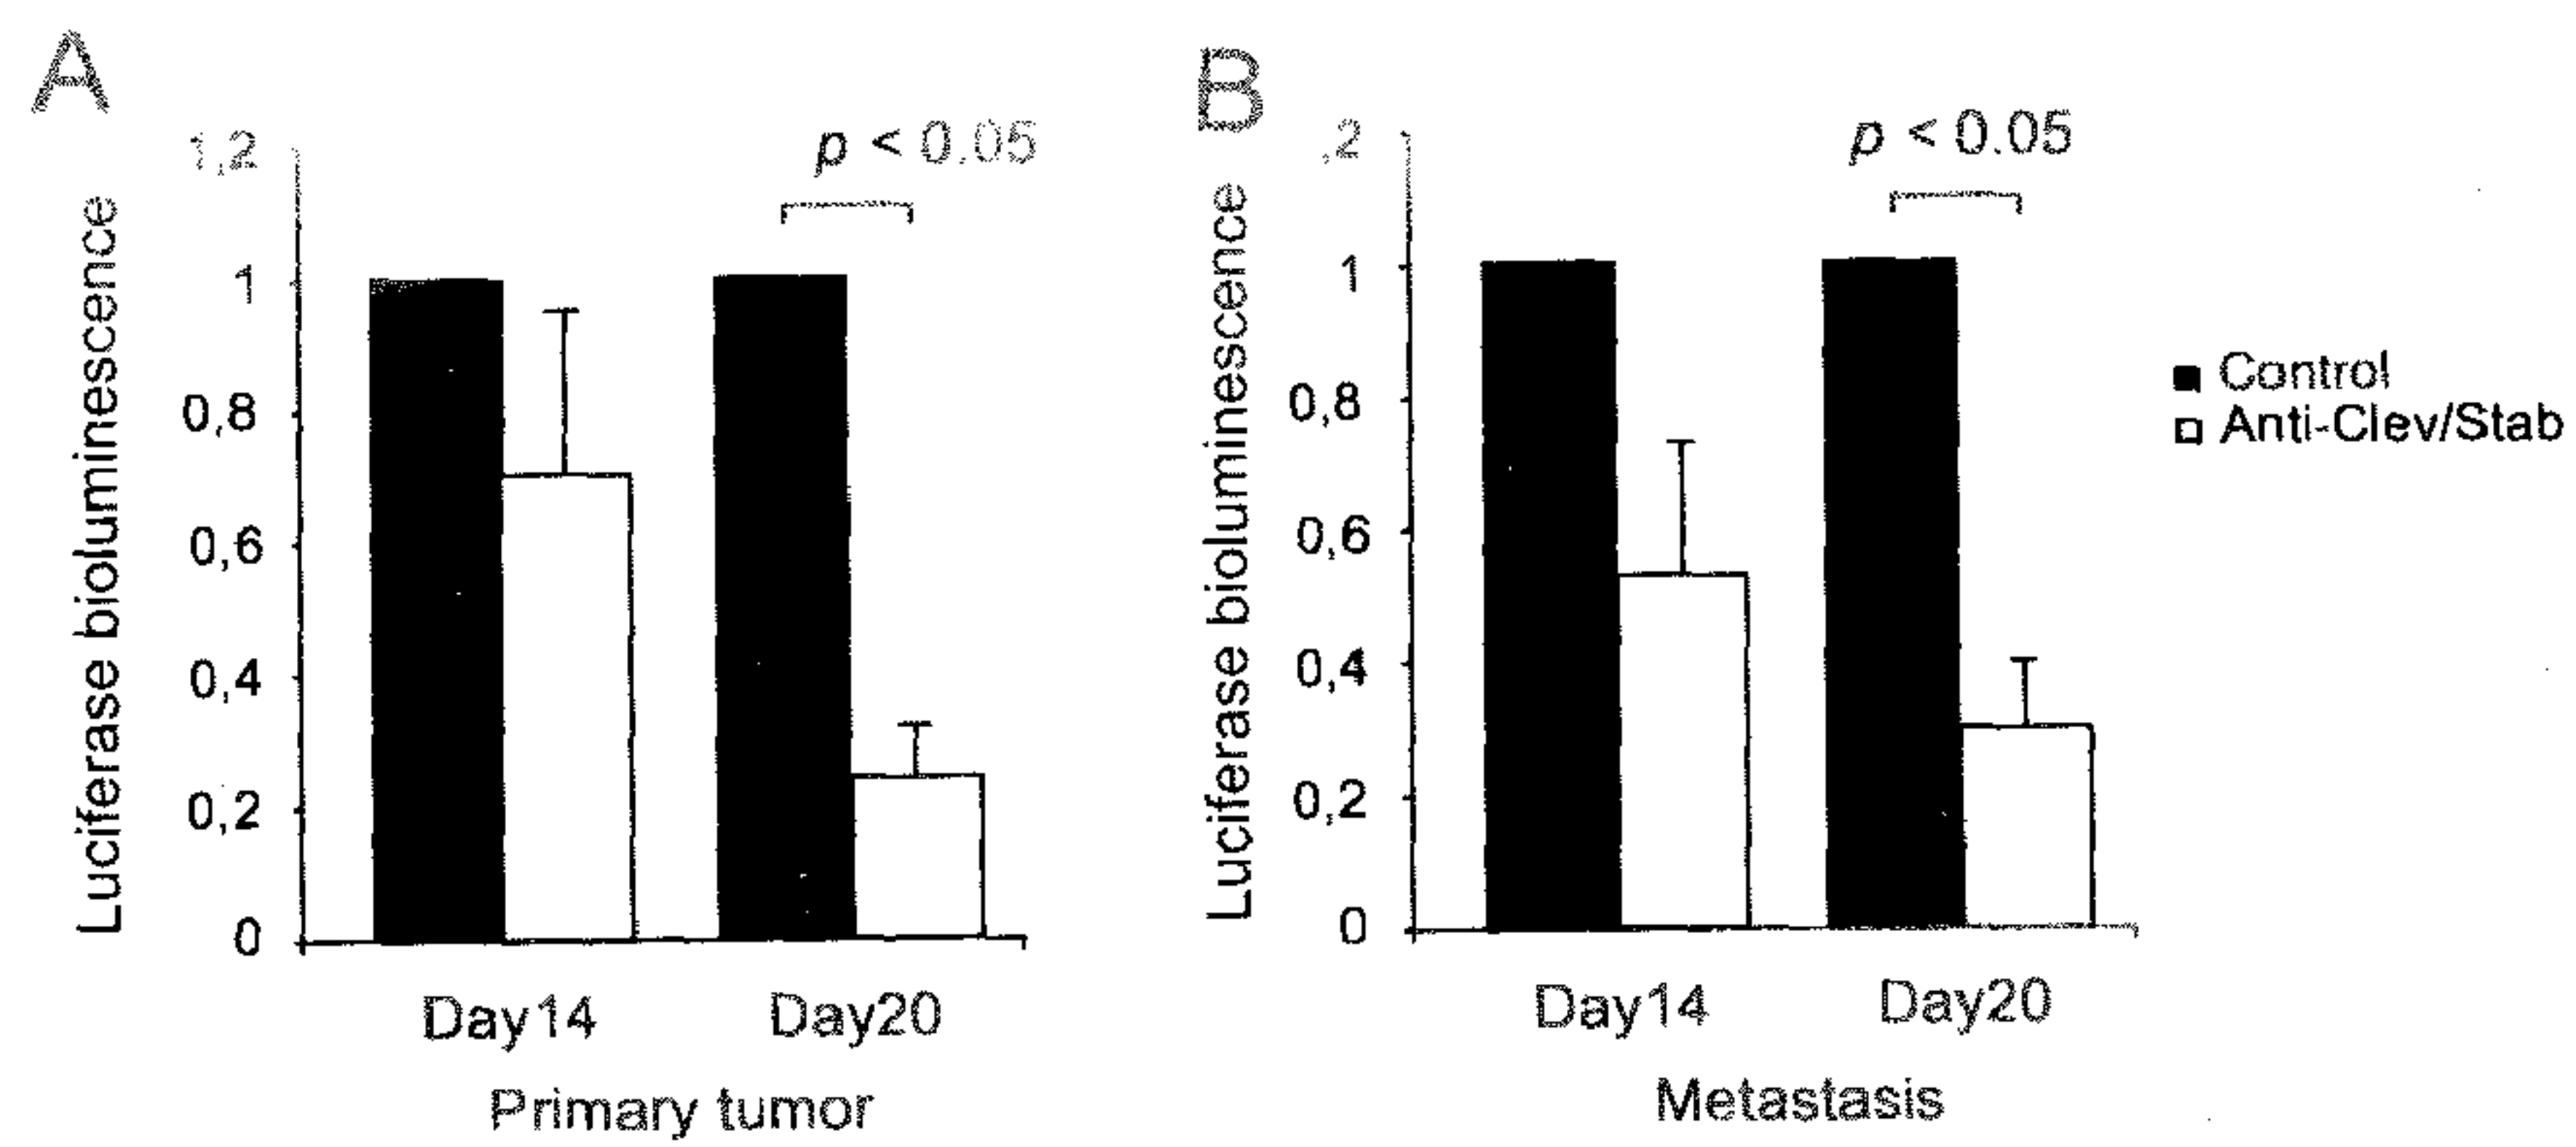 A
1,2
1
0,8
0,6
0,4
0,2
0
Luciferase bioluminescence
p < 0.05
Day14
Day20
Primary tumor
B
,2
1
0,8
0,6
0,4
0,2
0
Luciferase bioluminescence
p < 0.05
Day14
Day20
Metastasis
Control
Anti-Clev/Stab